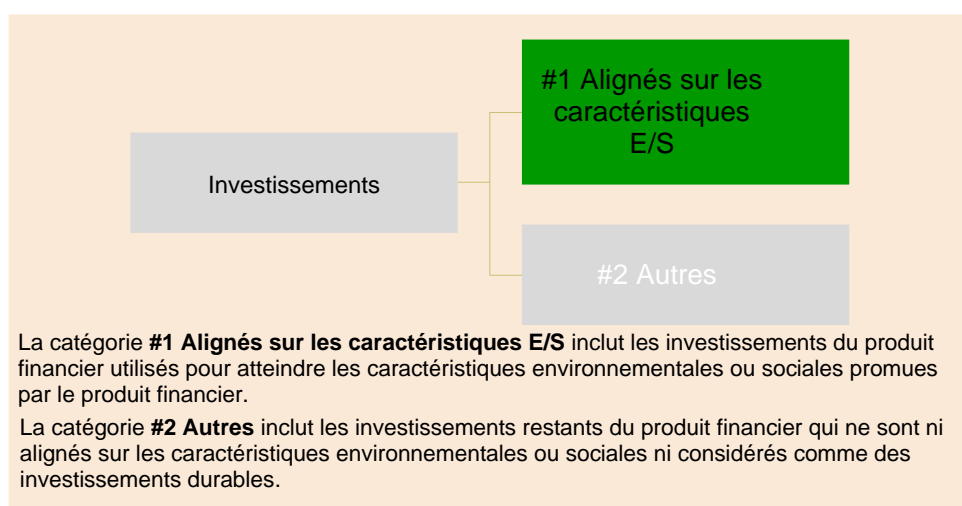 #1 Alignés sur les
caractéristiques
E/S
Investissements
#2 Autres
La catégorie #1 Alignés sur les caractéristiques E/S inclut les investissements du produit
financier utilisés pour atteindre les caractéristiques environnementales ou sociales promues
par le produit financier.
La catégorie #2 Autres inclut les investissements restants du produit financier qui ne sont ni
alignés sur les caractéristiques environnementales ou sociales ni considérés comme des
investissements durables.